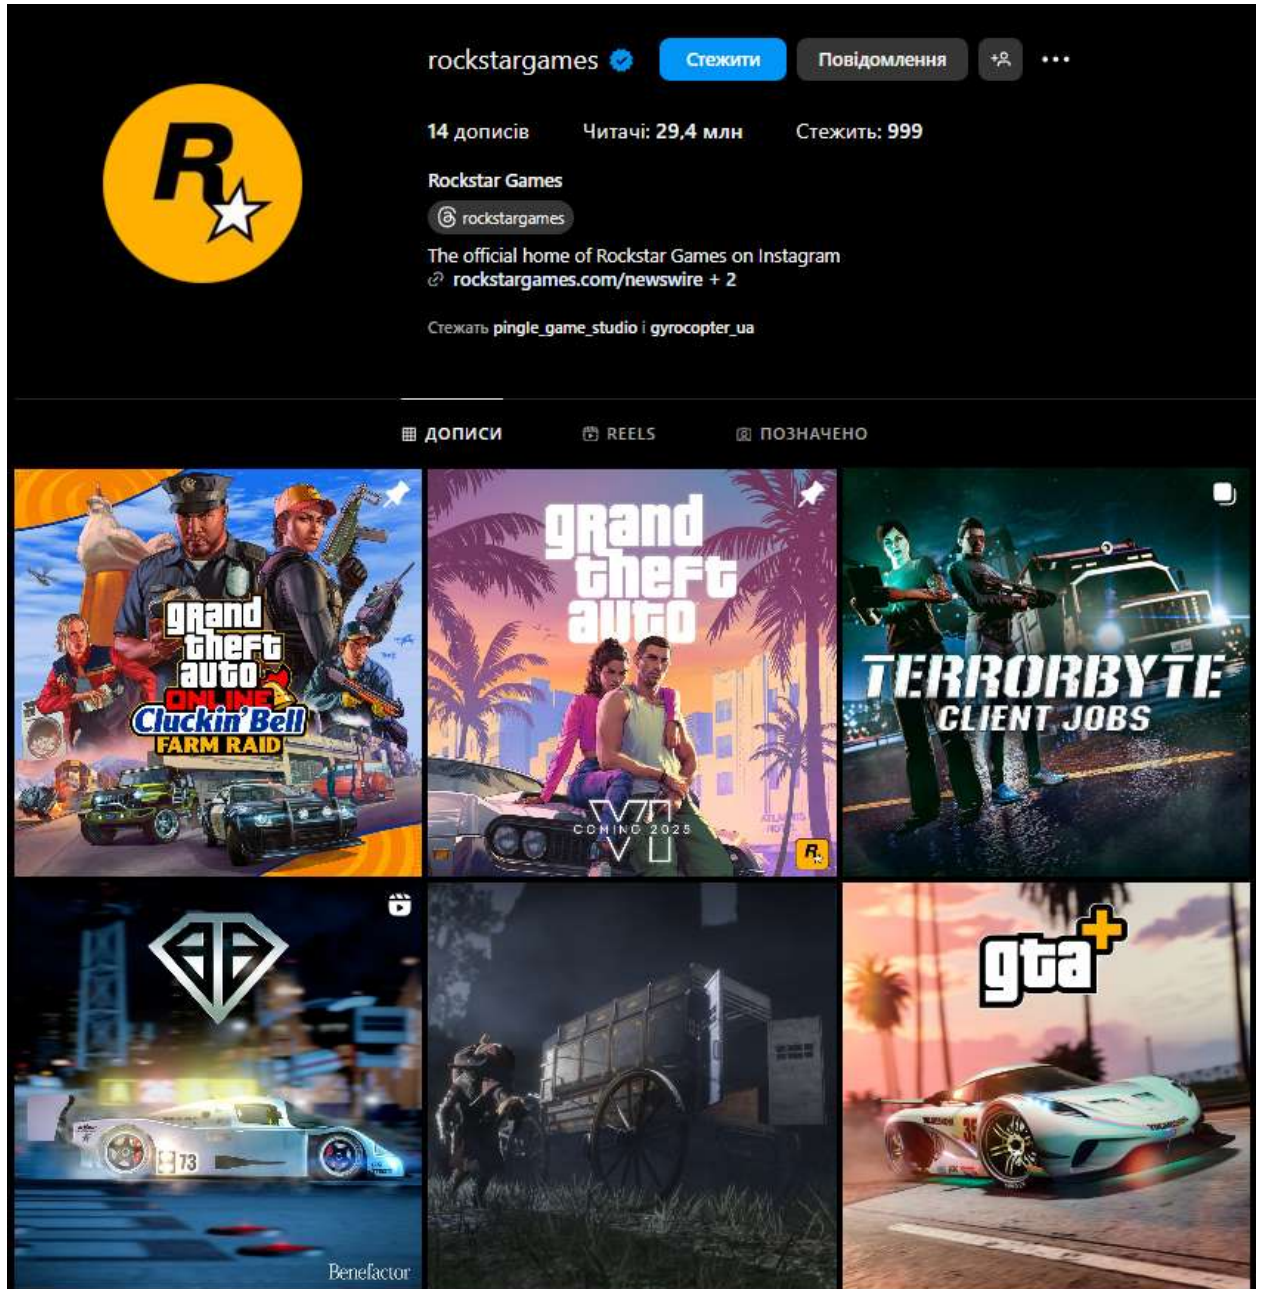 rockstargames Стежити Повідомлення
14 дописів Читачі: 29,4 млн Стежить: 999
Rockstar Games
rockstargames
The official home of Rockstar Games on Instagram
rockstargames.com/newswire + 2
Стежать pingle_game_studio і gyrocopter_ua
ДОПИСИ REELS ПОЗНАЧЕНО
grand
theft
auto
ONLINE
Cluckin' Bell
FARM RAID
grand
theft
auto
VI
COMING 2025
R
TERRORBYTE
CLIENT JOBS
73
Benefactor
gta+
35
R